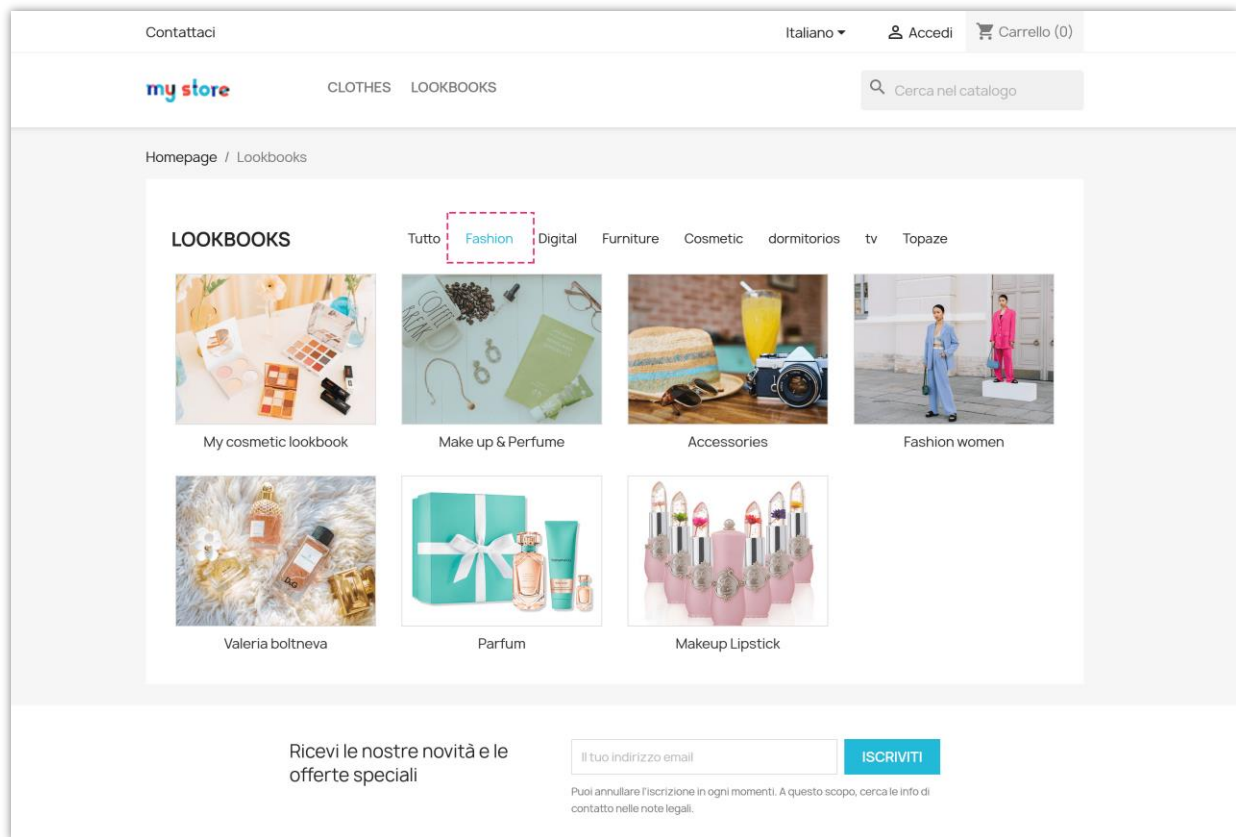 Contattaci
Italiano
Accedi
Carrello (0)
my store
CLOTHES
LOOKBOOKS
Cerca nel catalogo
Homepage / Lookbooks
LOOKBOOKS
Tutto
Fashion
Digital
Furniture
Cosmetic
dormitorios
tv
Topaze
My cosmetic lookbook
Make up & Perfume
Accessories
Fashion women
D&G
Valeria boltneva
Parfum
Makeup Lipstick
Ricevi le nostre novità e le
offerte speciali
Il tuo indirizzo email
ISCRIVITI
Puoi annullare l'iscrizione in ogni momenti. A questo scopo, cerca le info di
contatto nelle note legali.